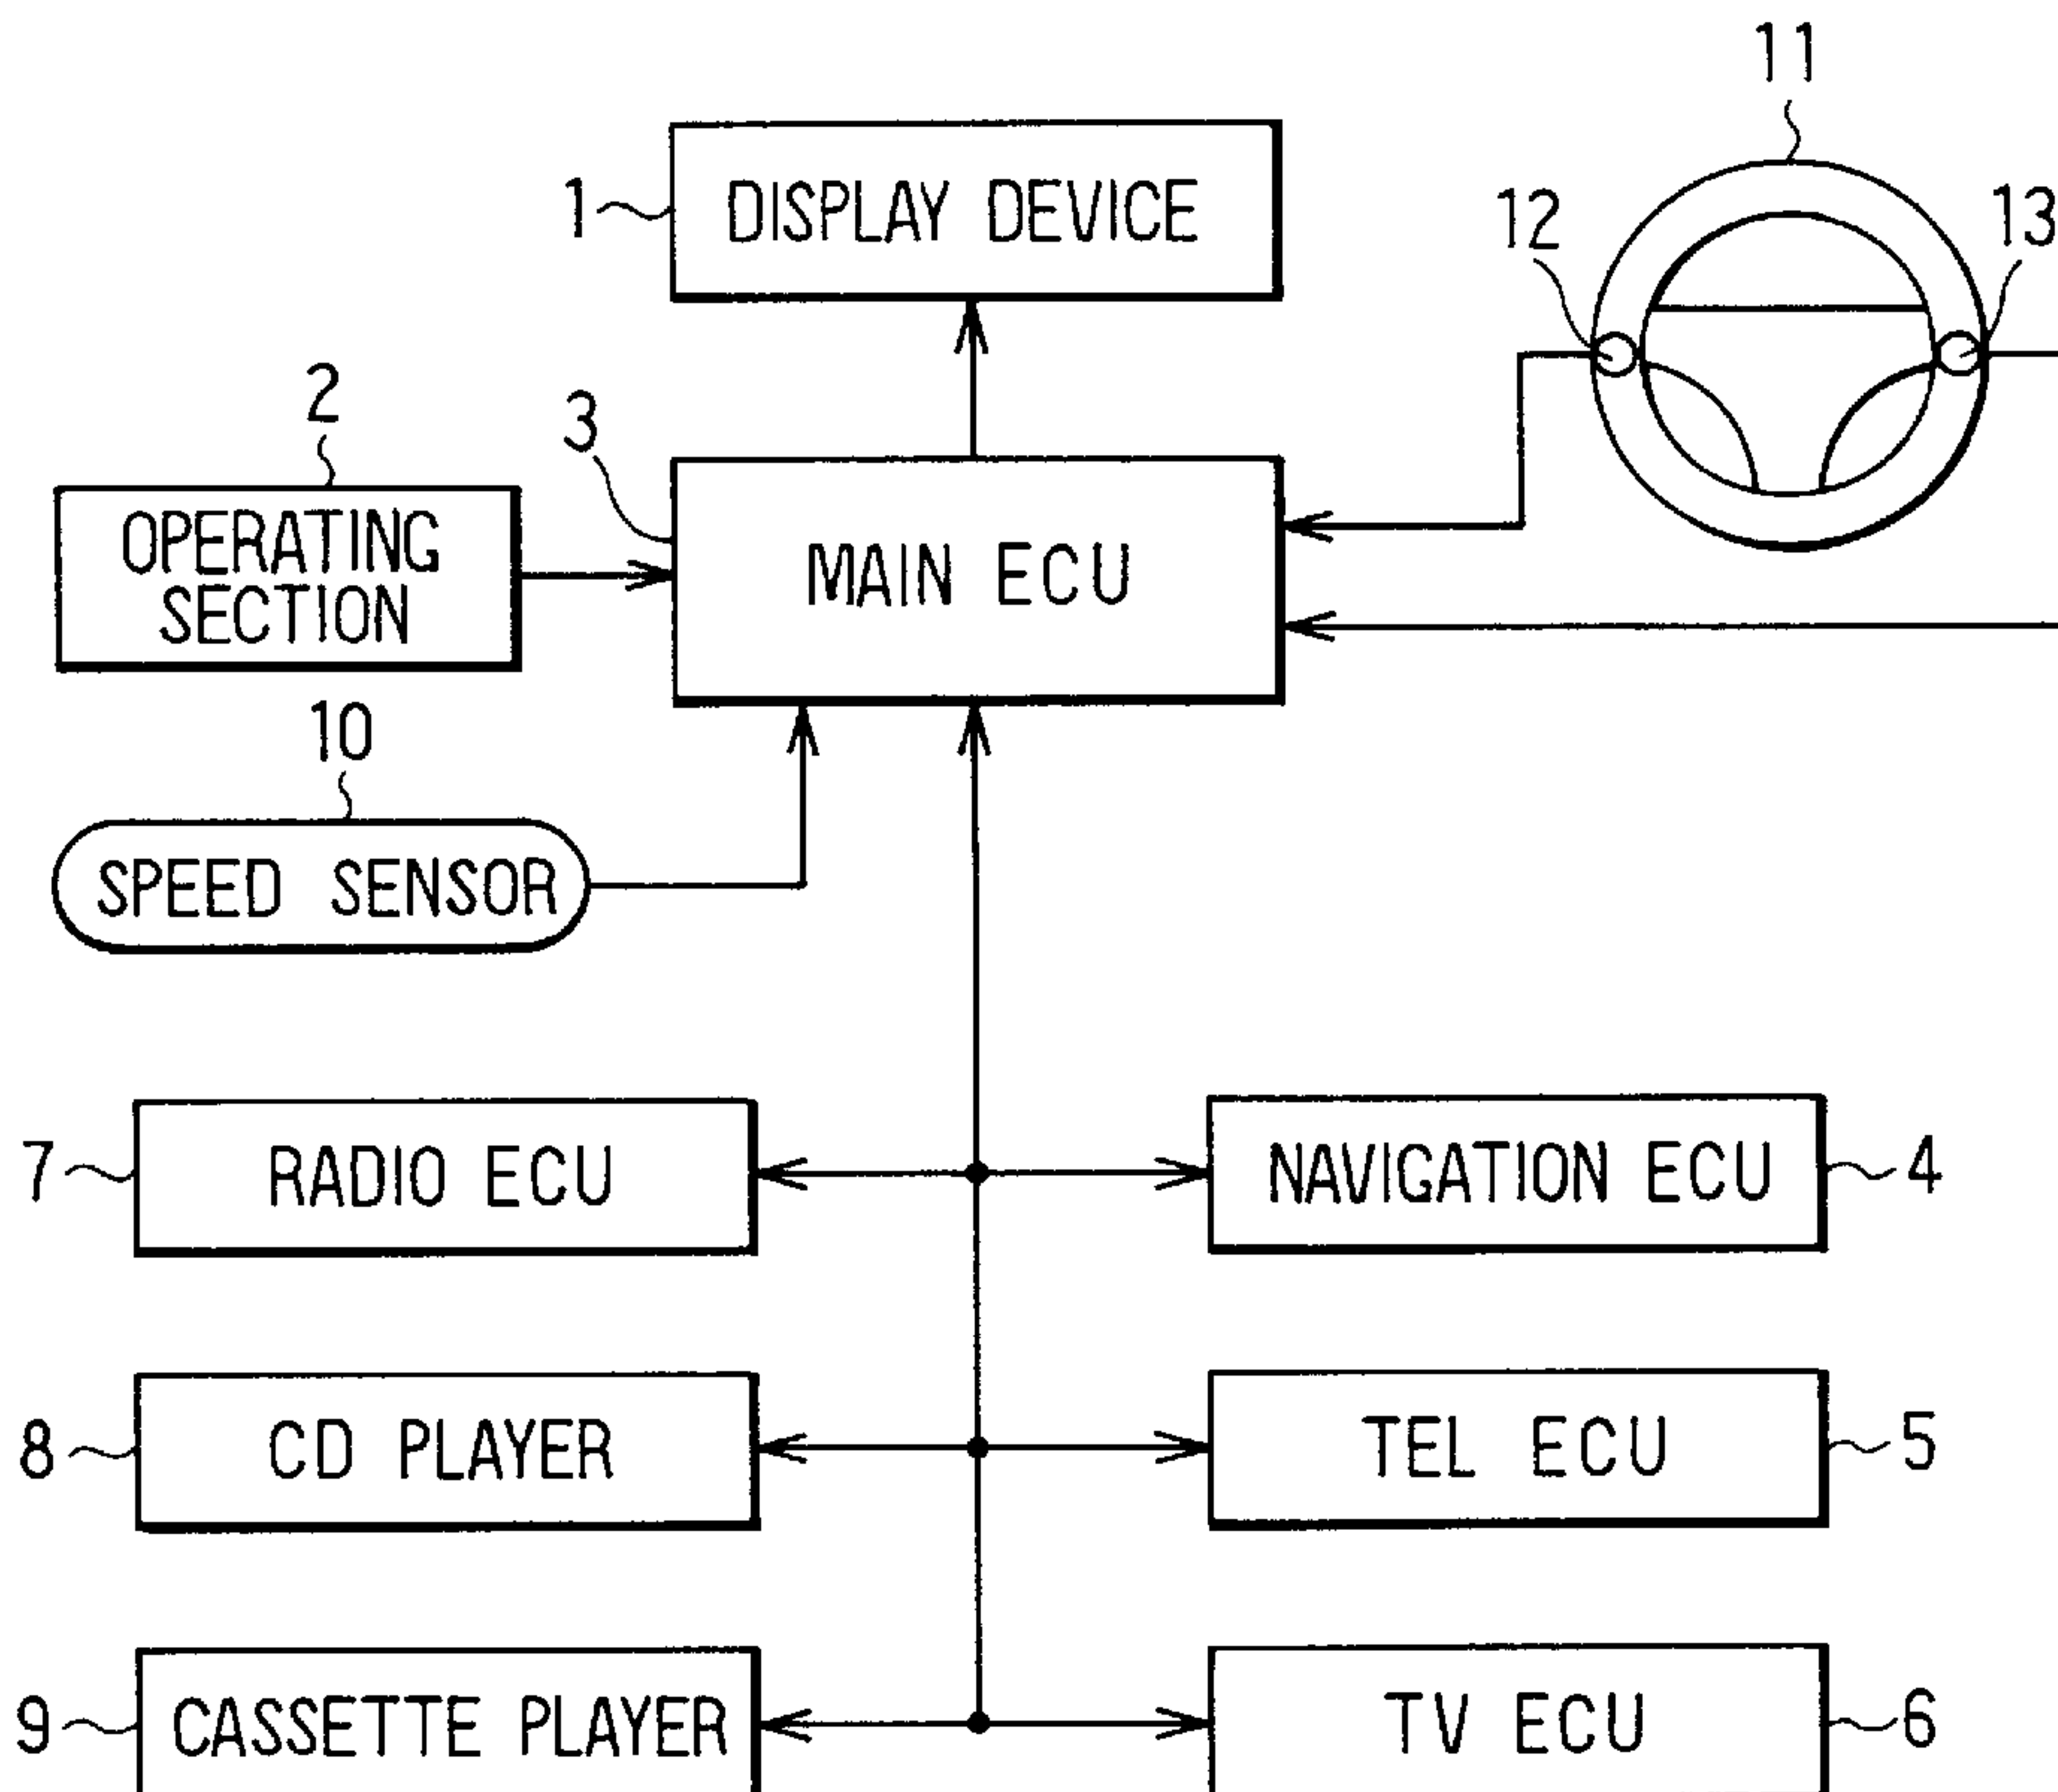 11
1
DISPLAY DEVICE
12
13
2
3
OPERATING
SECTION
MAIN ECU
10
SPEED SENSOR
7
RADIO ECU
NAVIGATION ECU
4
8
CD PLAYER
TEL ECU
5
9
CASSETTE PLAYER
TV ECU
6